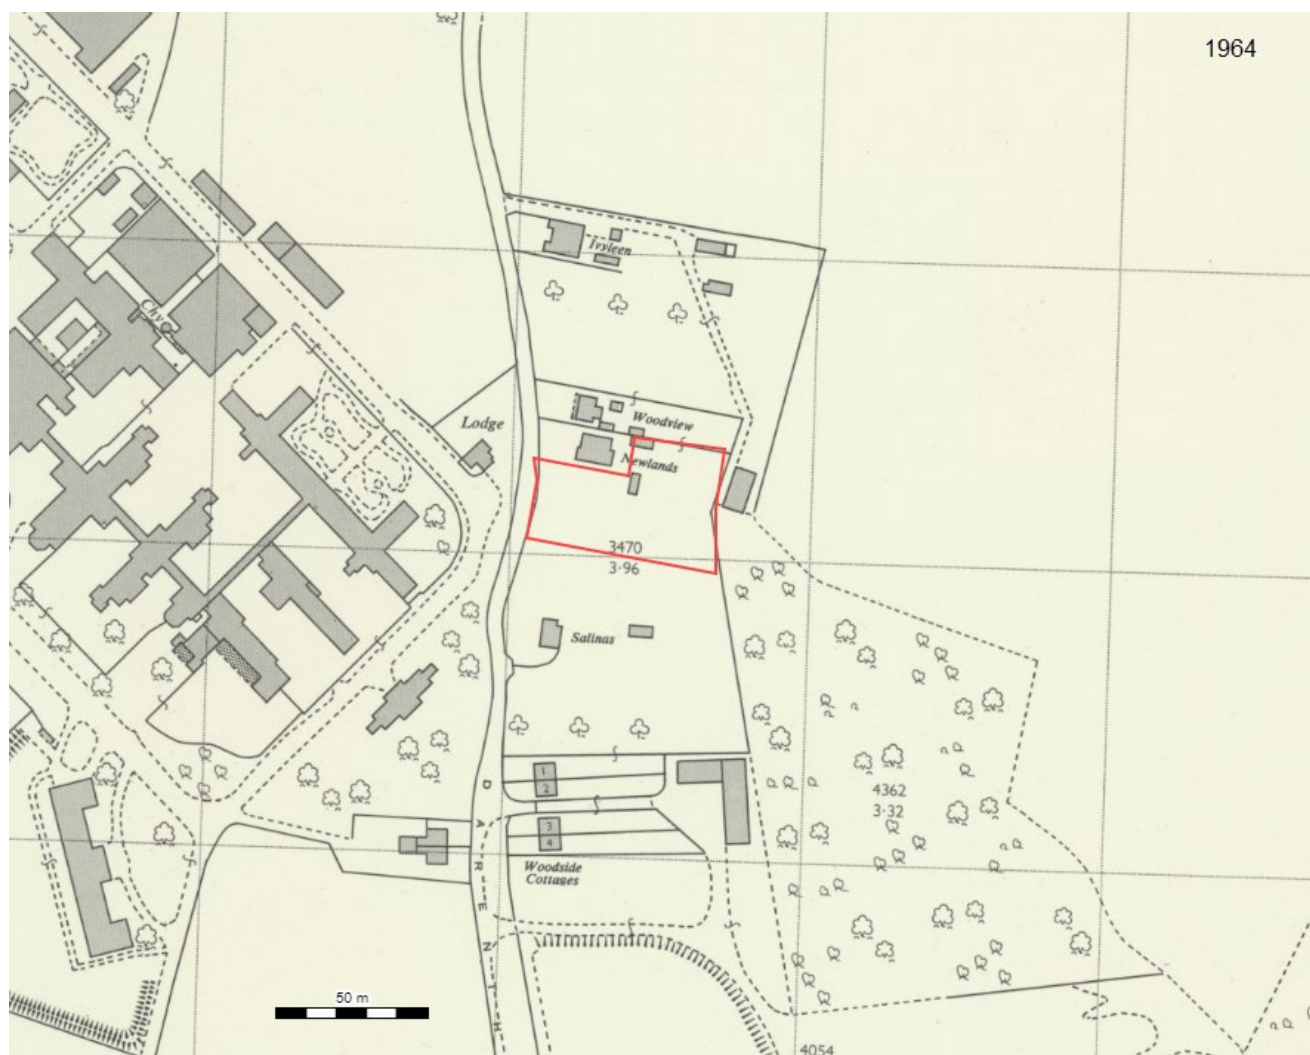 1964
Ivyleen
Chy
Lodge
Woodview
Newlands
3470
3·96
Salinas
1
2
4362
3·32
3
4
Woodside
Cottages
DARENTH
50 m
4054